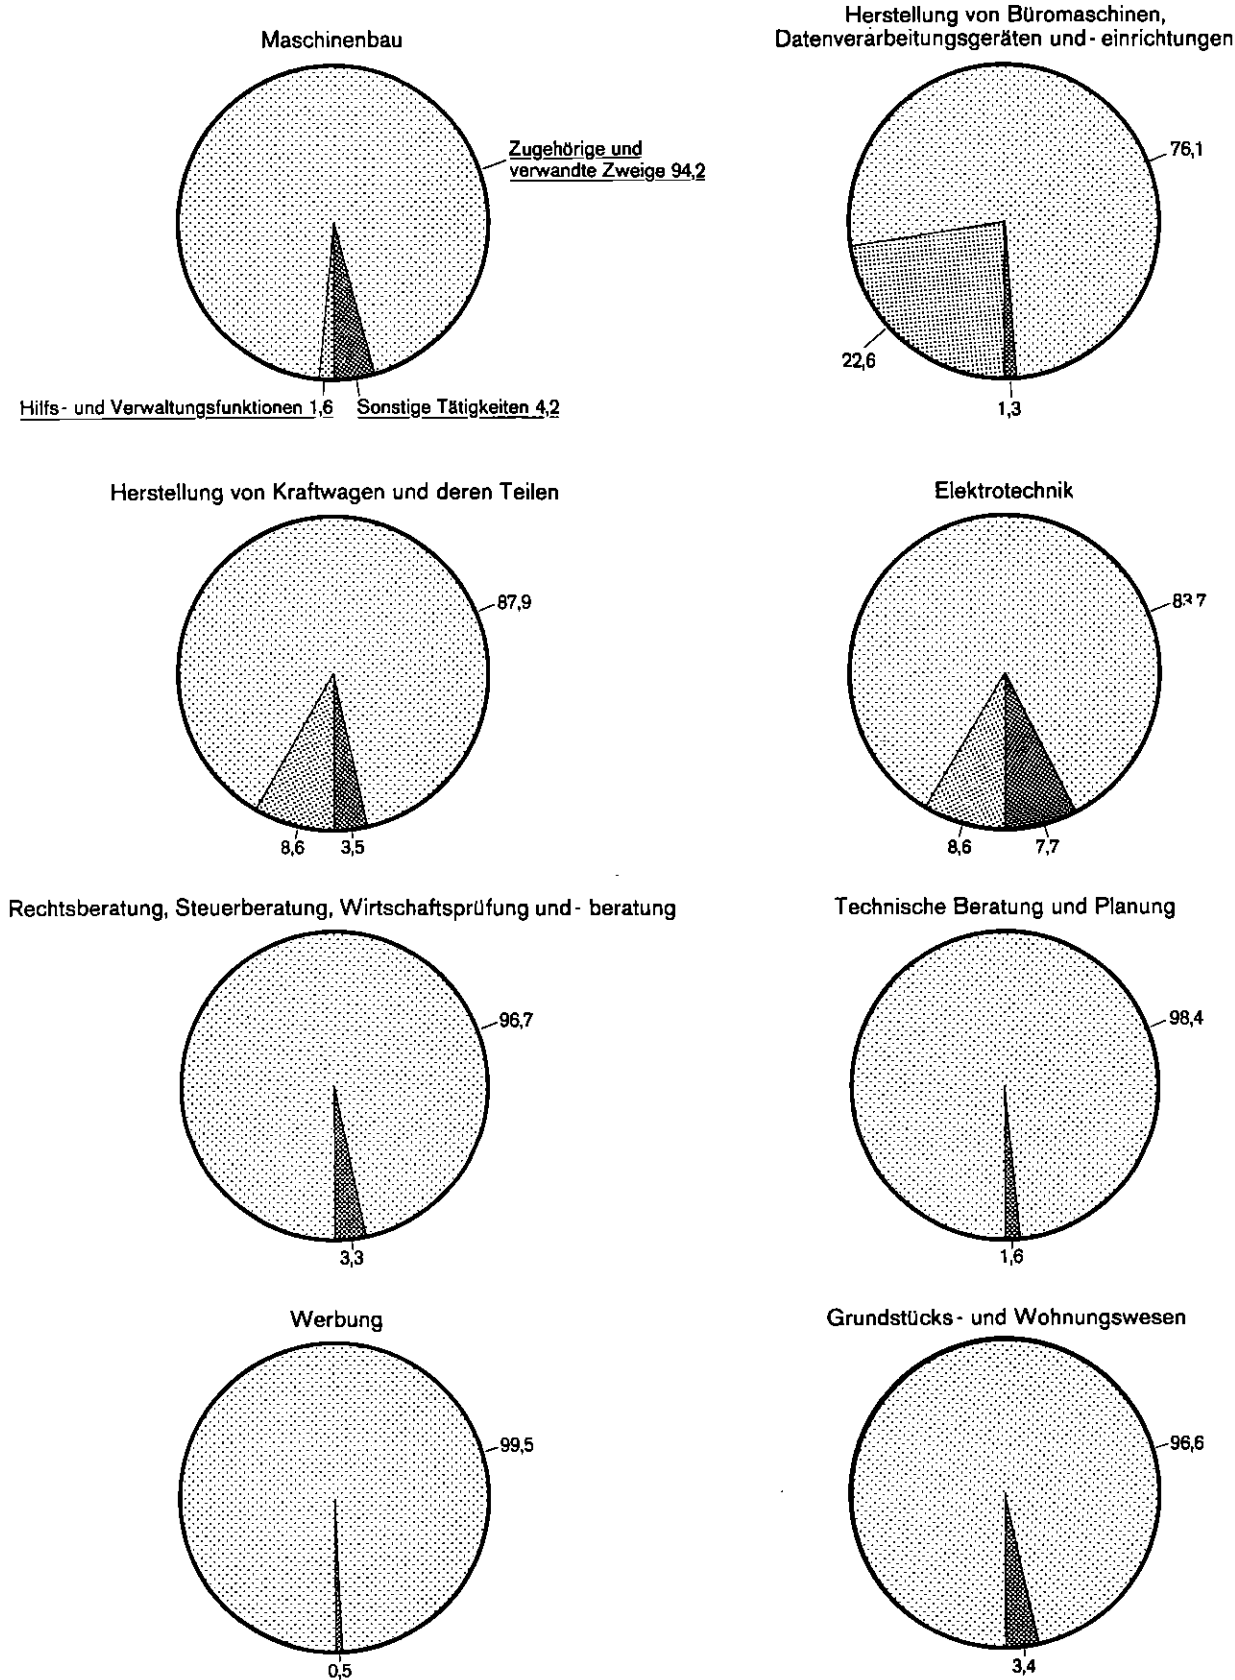 Maschinenbau
Herstellung von Büromaschinen,
Datenverarbeitungsgeräten und - einrichtungen
Zugehörige und
verwandte Zweige 94,2
76,1
22,6
1,3
Hilfs- und Verwaltungsfunktionen 1,6
Sonstige Tätigkeiten 4,2
Herstellung von Kraftwagen und deren Teilen
Elektrotechnik
87,9
83,7
8,6
3,5
8,6
7,7
Rechtsberatung, Steuerberatung, Wirtschaftsprüfung und - beratung
Technische Beratung und Planung
96,7
98,4
3,3
1,6
Werbung
Grundstücks - und Wohnungswesen
99,5
96,6
0,5
3,4